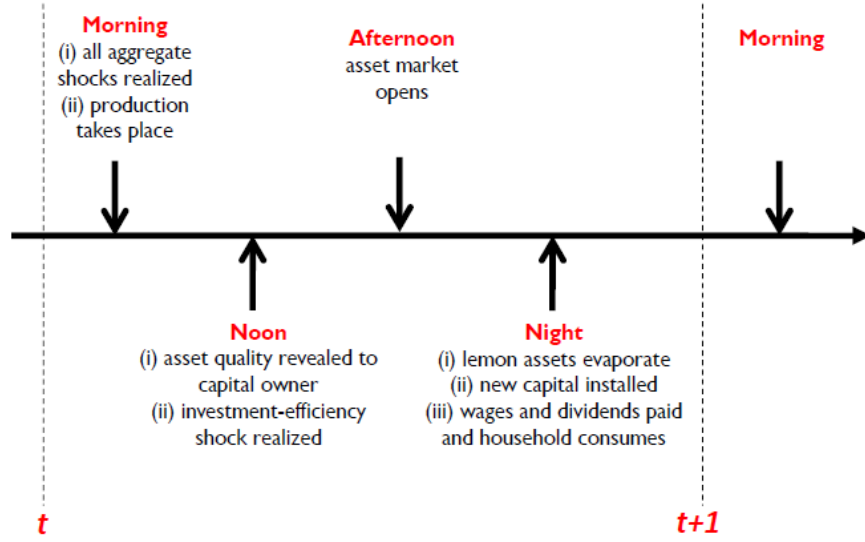 Morning
(i) all aggregate
shocks realized
(ii) production
takes place
Afternoon
asset market
opens
Morning
Noon
(i) asset quality revealed to
capital owner
(ii) investment-efficiency
shock realized
Night
(i) lemon assets evaporate
(ii) new capital installed
(iii) wages and dividends paid
and household consumes
t
t+1